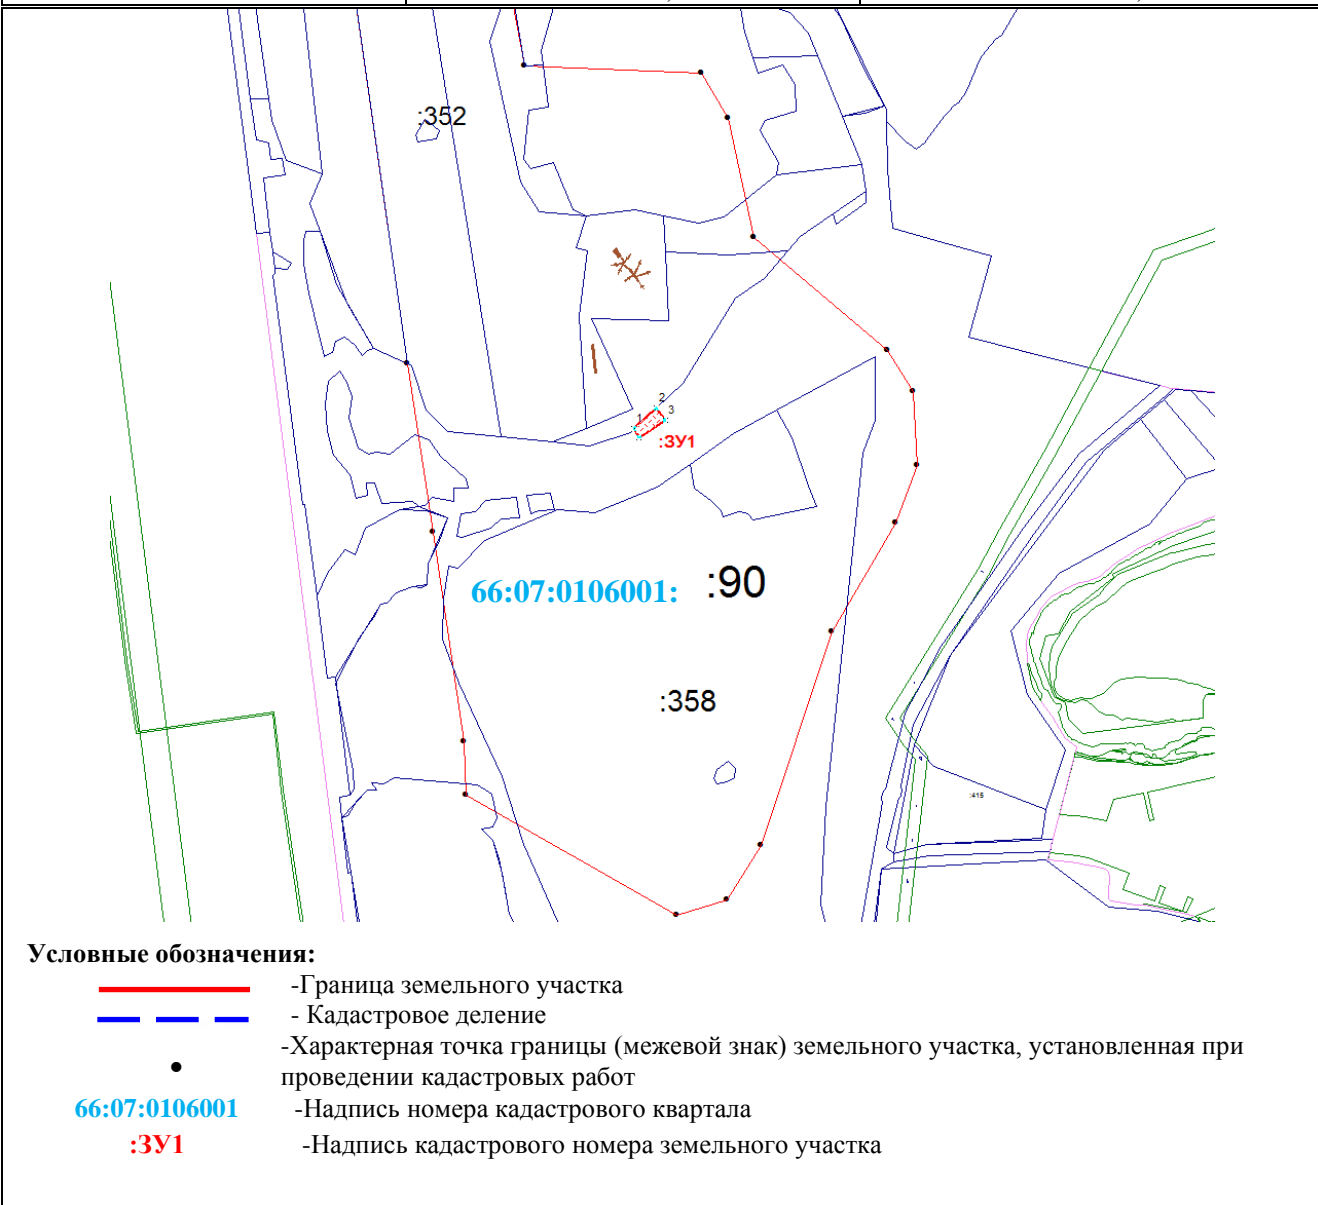 :352
2
1
3
:ЗУ1
66:07:0106001: :90
:358
:415
Условные обозначения:
-Граница земельного участка
- Кадастровое деление
-Характерная точка границы (межевой знак) земельного участка, установленная при
проведении кадастровых работ
66:07:0106001 -Надпись номера кадастрового квартала
:ЗУ1 -Надпись кадастрового номера земельного участка